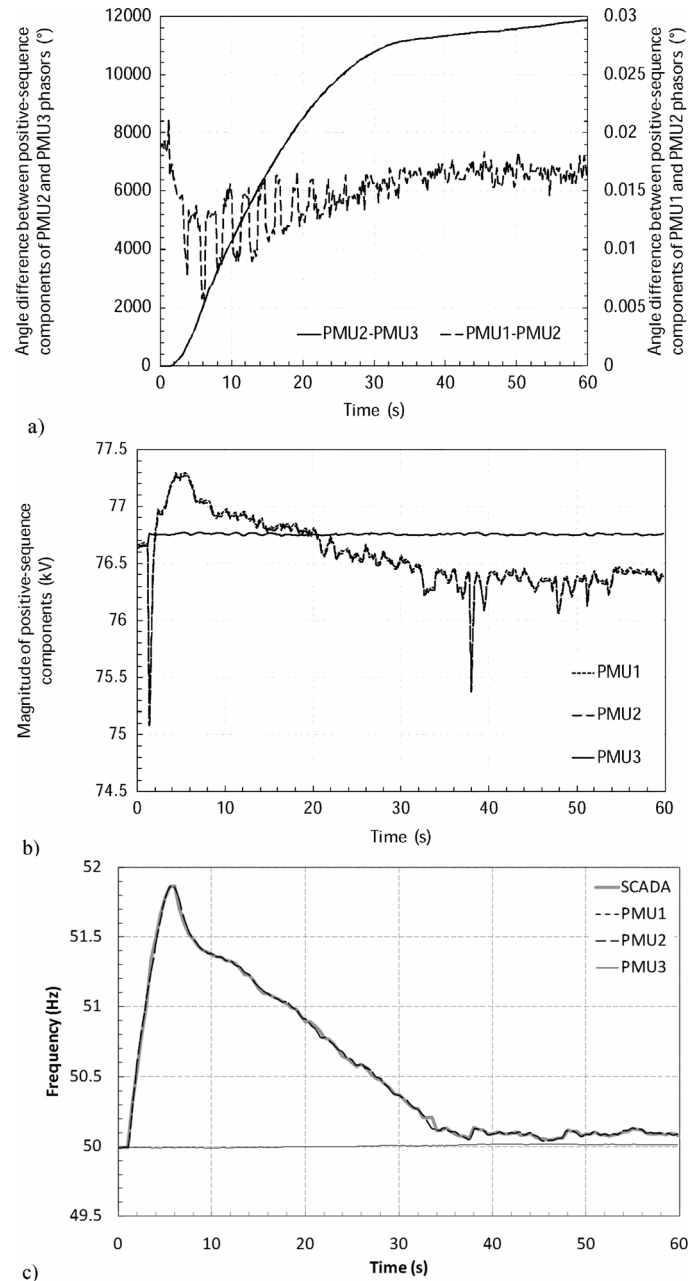 Angle difference between positive-sequence
components of PMU2 and PMU3 phasors (°)
12000
10000
8000
6000
4000
2000
0
0.03
0.025
0.02
0.015
0.01
0.005
0
Angle difference between positive-sequence
components of PMU1 and PMU2 phasors (°)
PMU2-PMU3
PMU1-PMU2
0 10 20 30 40 50 60
Time (s)
a)
Magnitude of positive-sequence
components (kV)
77.5
77
76.5
76
75.5
75
74.5
PMU1
PMU2
PMU3
0 10 20 30 40 50 60
Time (s)
b)
Frequency (Hz)
52
51.5
51
50.5
50
49.5
SCADA
PMU1
PMU2
PMU3
0 10 20 30 40 50 60
Time (s)
c)